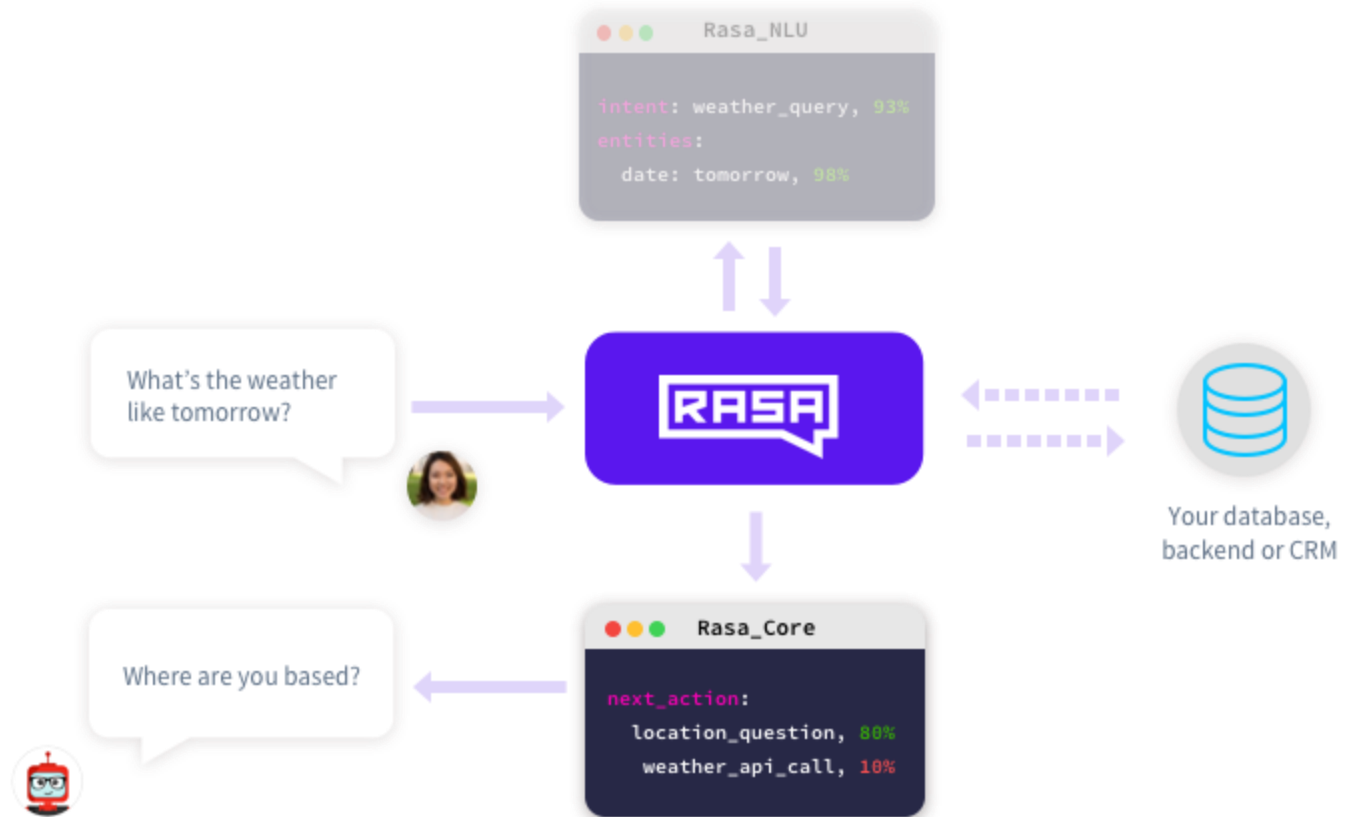 Rasa_NLU
intent: weather_query, 93%
entities:
date: tomorrow, 98%
What's the weather
like tomorrow?
RASA
Your database,
backend or CRM
Where are you based?
Rasa_Core
next_action:
location_question, 80%
weather_api_call, 10%